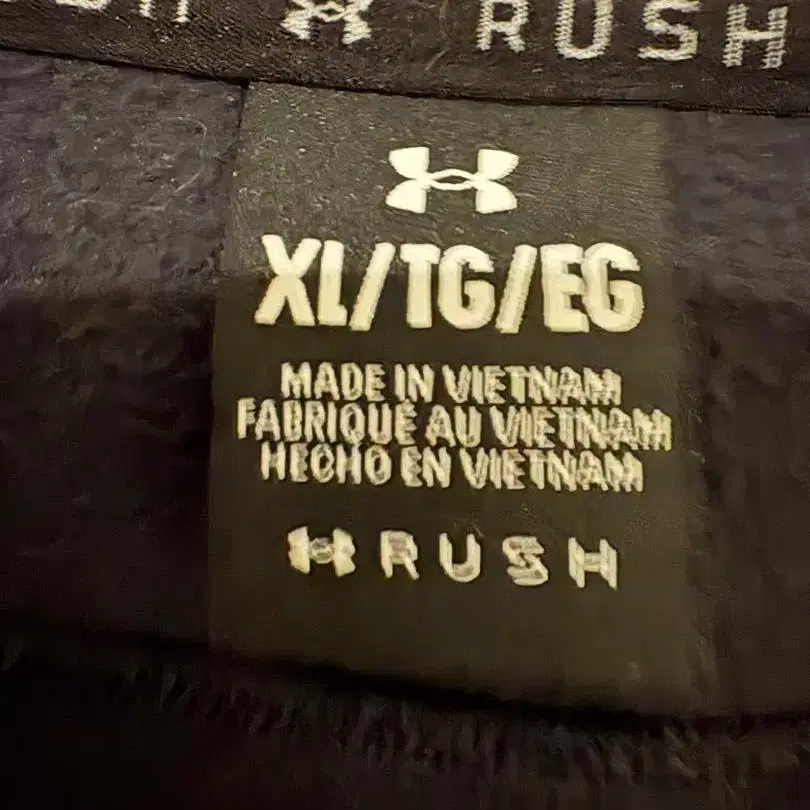 RUSH
XL/TG/EG
MADE IN VIETNAM
FABRIQUÉ AU VIETNAM
HECHO EN VIETNAM
RUSH